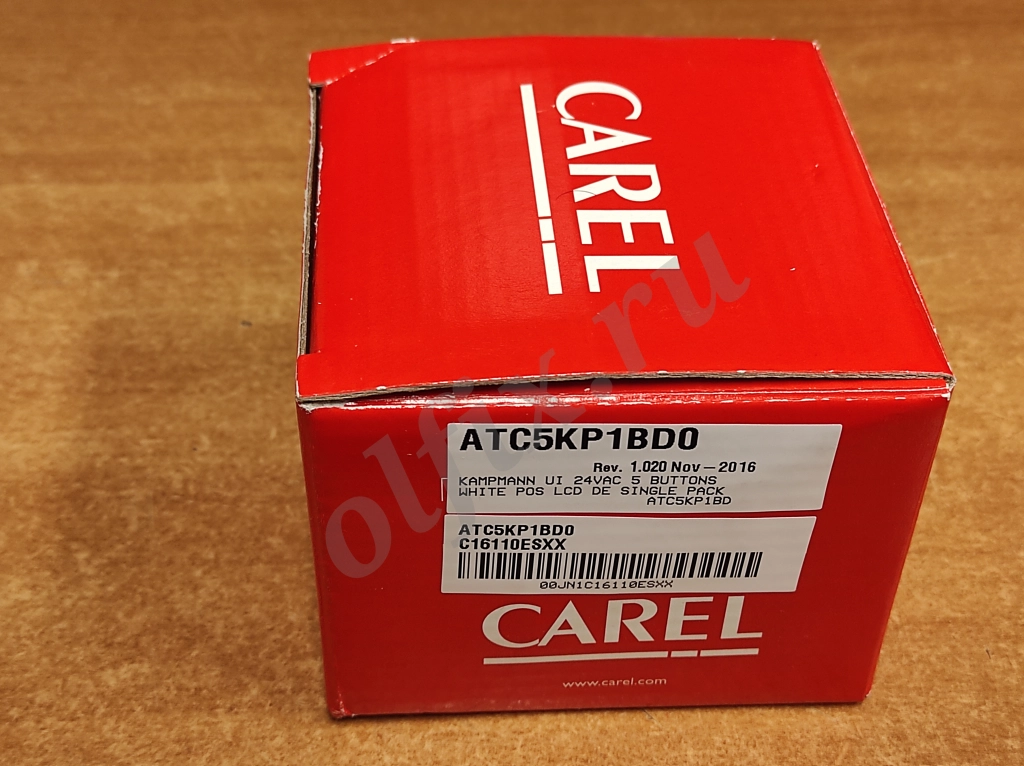 CAREL
ATC5KP1BD0
Rev. 1.020 Nov-2016
KAMPMANN UI 24VAC 5 BUTTONS
WHITE POS LCD DE SINGLE PACK
ATC5KP1BD
ATC5KP1BD0
C16110ESXX
00JN1C16110ESXX
CAREL
www.carel.com
olfix.ru